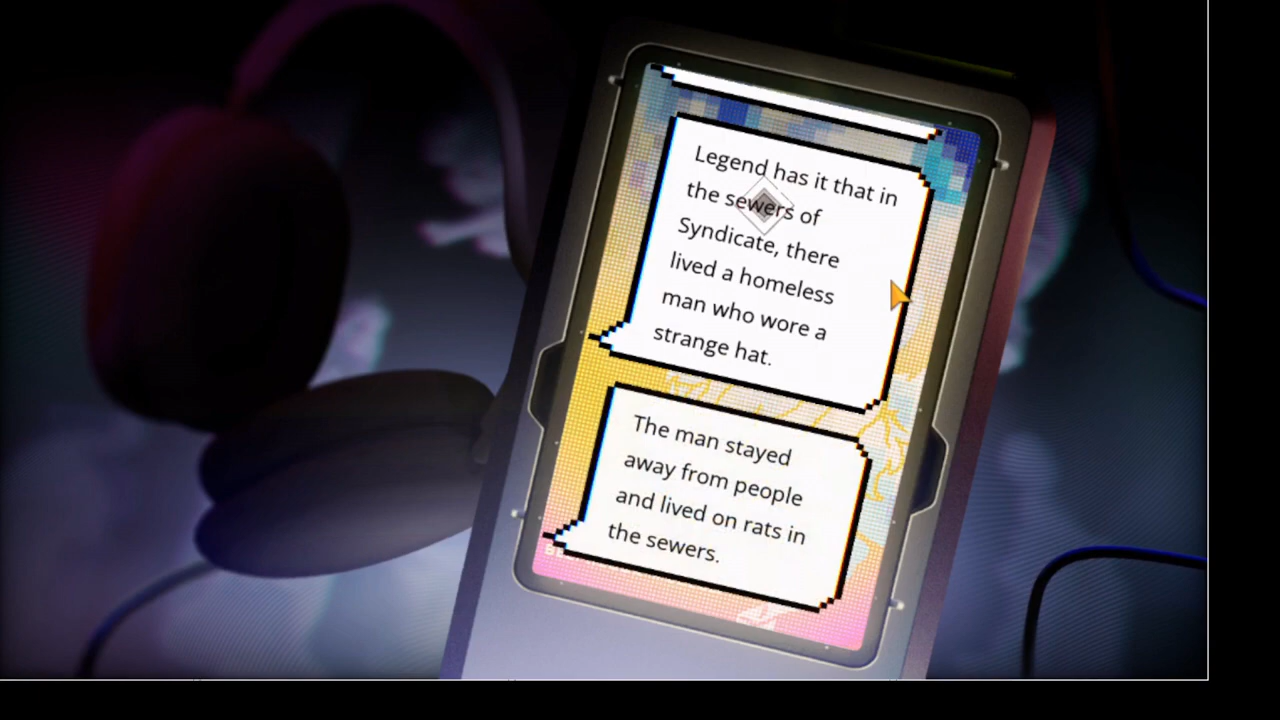 Legend has it that in
the sewers of
Syndicate, there
lived a homeless
man who wore a
strange hat.
The man stayed
away from people
and lived on rats in
the sewers.